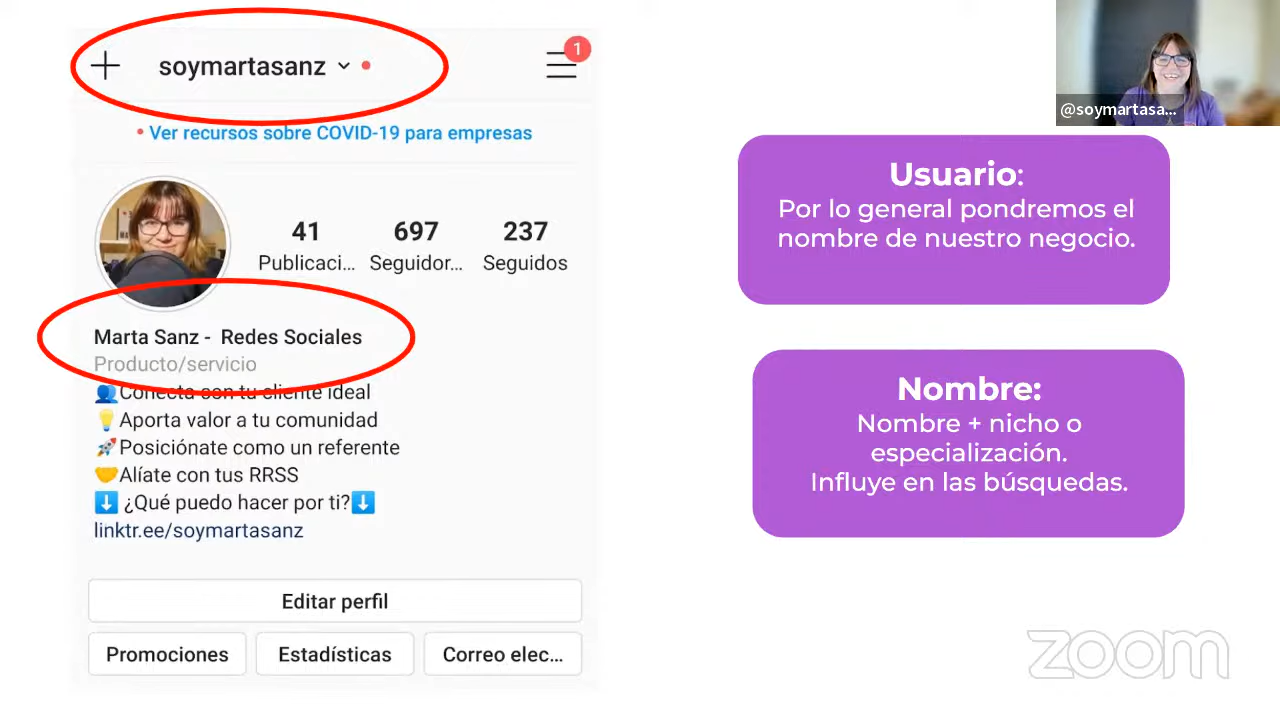 soymartasanz
1
• Ver recursos sobre COVID-19 para empresas
41
697
237
Publicaci...
Seguidor...
Seguidos
Marta Sanz - Redes Sociales
Producto/servicio
👥Conecta con tu cliente ideal
💡Aporta valor a tu comunidad
🚀Posiciónate como un referente
🤝Alíate con tus RRSS
⬇️ ¿Qué puedo hacer por ti?⬇️
linktr.ee/soymartasanz
Editar perfil
Promociones
Estadísticas
Correo elec...
@soymartasa...
Usuario:
Por lo general pondremos el
nombre de nuestro negocio.
Nombre:
Nombre + nicho o
especialización.
Influye en las búsquedas.
zoom